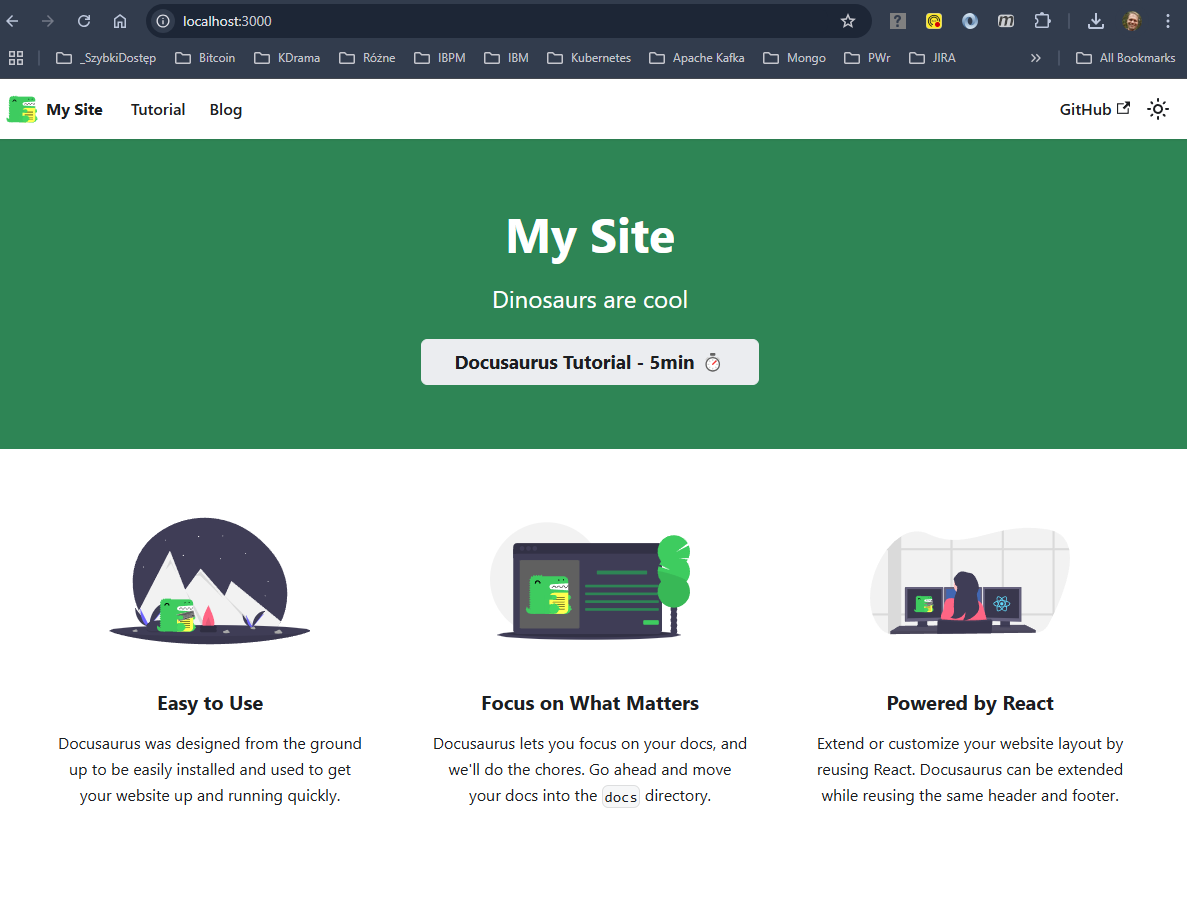 localhost:3000
_SzybkiDostęp Bitcoin KDrama Różne IBPM IBM Kubernetes Apache Kafka Mongo PWr JIRA » All Bookmarks
My Site Tutorial Blog GitHub
My Site
Dinosaurs are cool
Docusaurus Tutorial - 5min ⏱️
Easy to Use
Docusaurus was designed from the ground
up to be easily installed and used to get
your website up and running quickly.
Focus on What Matters
Docusaurus lets you focus on your docs, and
we'll do the chores. Go ahead and move
your docs into the docs directory.
Powered by React
Extend or customize your website layout by
reusing React. Docusaurus can be extended
while reusing the same header and footer.